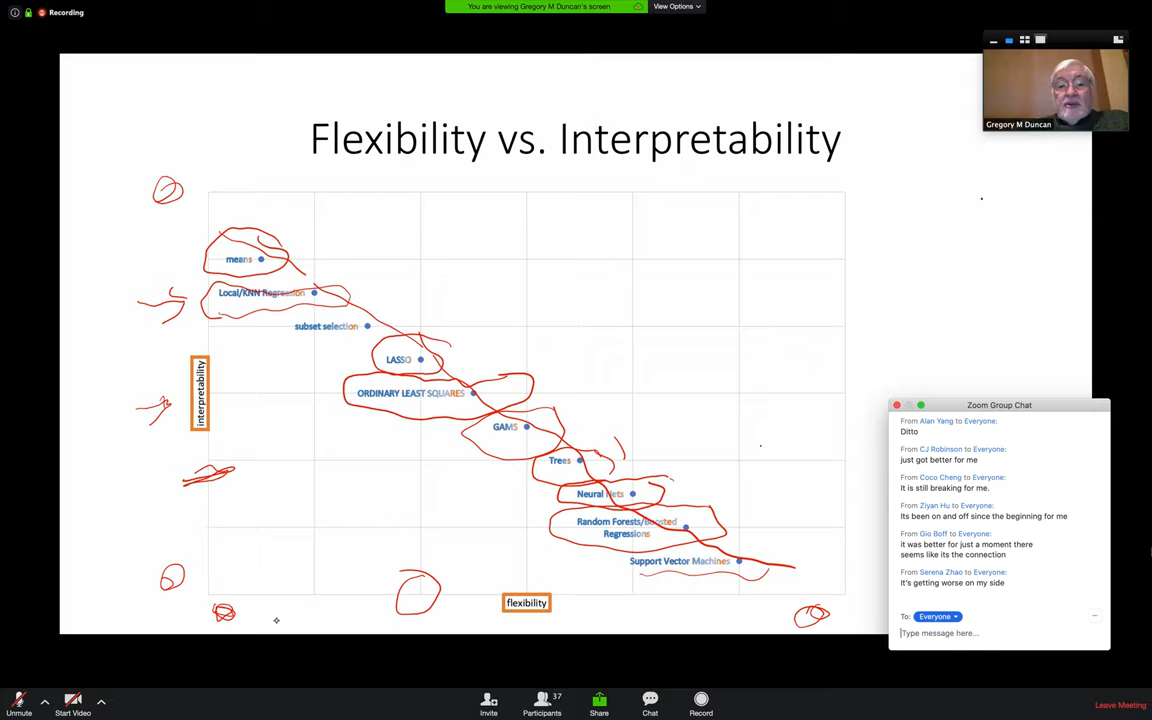 Recording
You are viewing Gregory M Duncan's screen
View Options
Gregory M Duncan
Flexibility vs. Interpretability
means
Local/KNN Regression
subset selection
LASSO
ORDINARY LEAST SQUARES
GAMS
Trees
Neural Nets
Random Forests/Boosted
Regressions
Support Vector Machines
interpretability
flexibility
Zoom Group Chat
From Alan Yang to Everyone:
Ditto
From CJ Robinson to Everyone:
just got better for me
From Coco Cheng to Everyone:
It is still breaking for me.
From Ziyan Hu to Everyone:
Its been on and off since the beginning for me
From Gio Boff to Everyone:
it was better for just a moment there
seems like its the connection
From Serena Zhao to Everyone:
It's getting worse on my side
To: Everyone
Type message here...
Unmute
Start Video
Invite
Participants
37
Share
Chat
Record
Leave Meeting